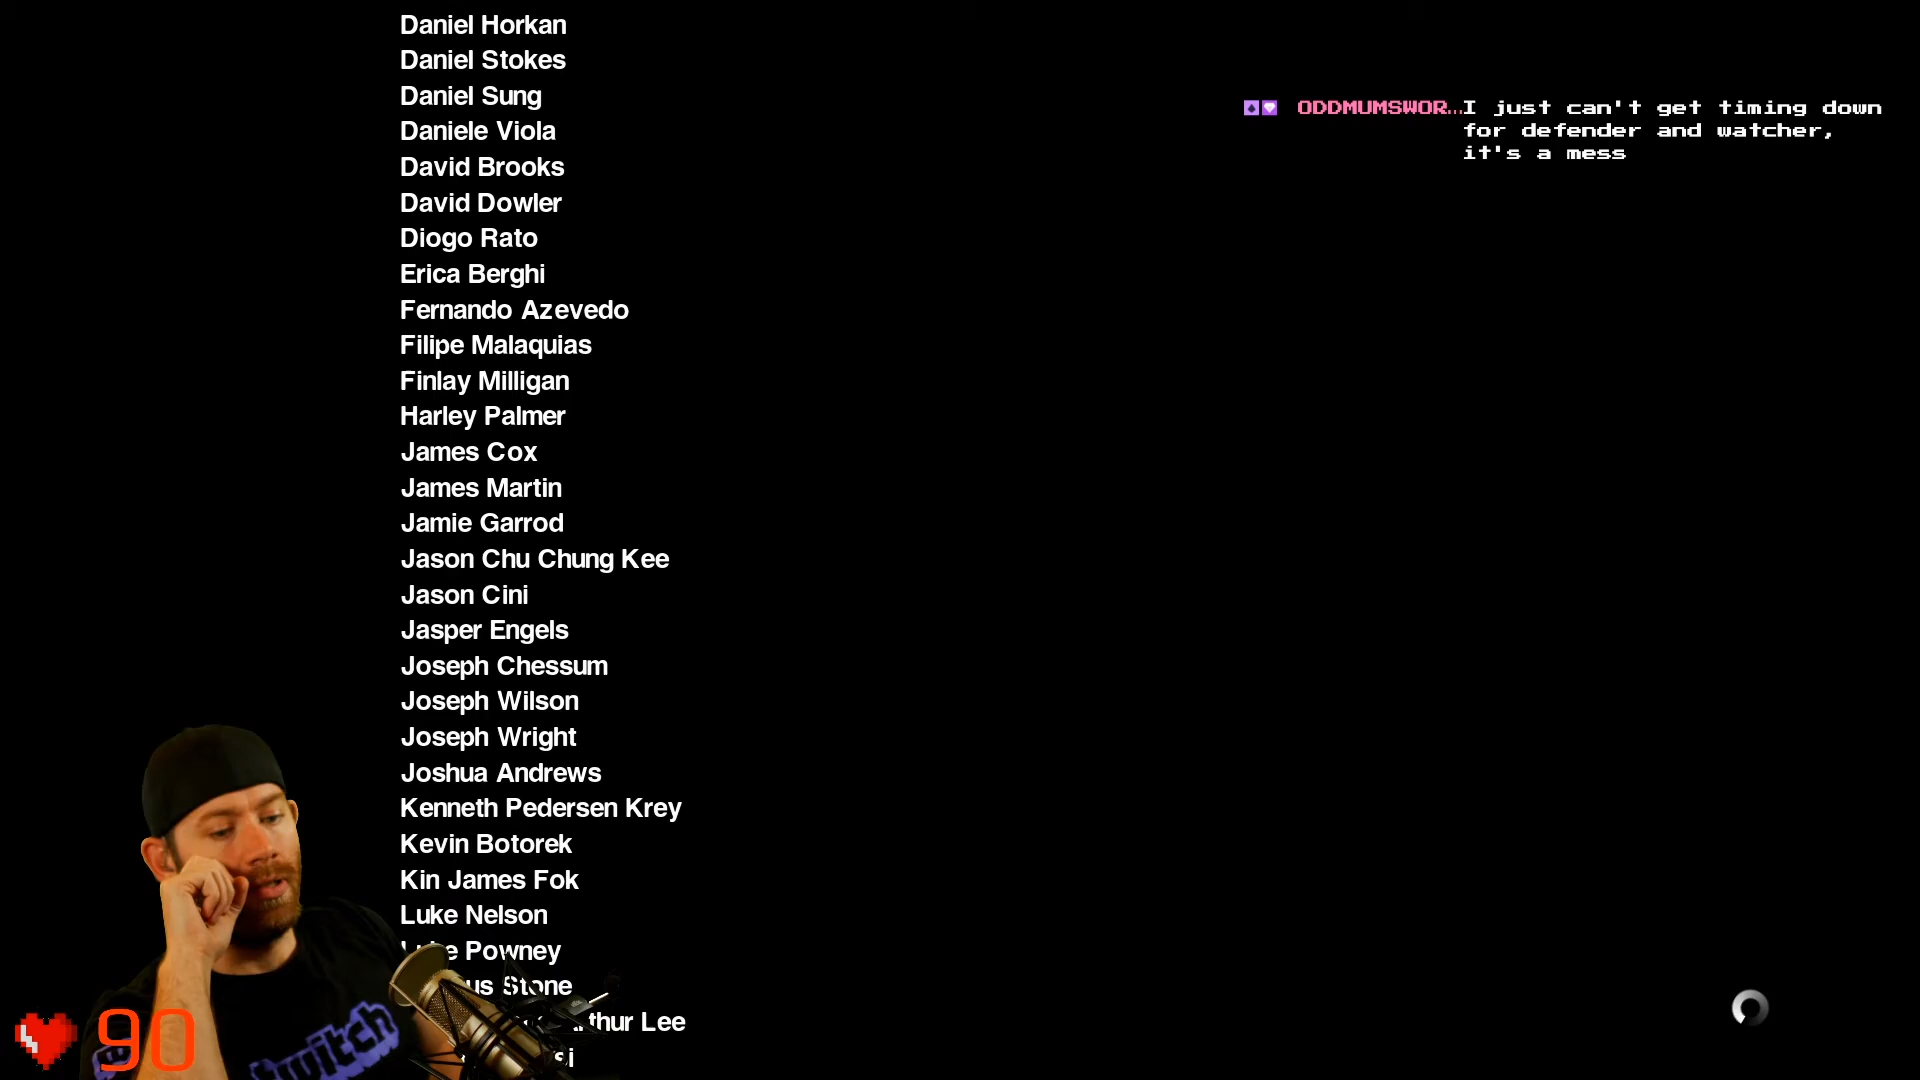 Daniel Horkan
Daniel Stokes
Daniel Sung
Daniele Viola
David Brooks
David Dowler
Diogo Rato
Erica Berghi
Fernando Azevedo
Filipe Malaquias
Finlay Milligan
Harley Palmer
James Cox
James Martin
Jamie Garrod
Jason Chu Chung Kee
Jason Cini
Jasper Engels
Joseph Chessum
Joseph Wilson
Joseph Wright
Joshua Andrews
Kenneth Pedersen Krey
Kevin Botorek
Kin James Fok
Luke Nelson
Powney
Stone
Lee
ODDMUMSWOR... I just can't get timing down
for defender and watcher,
it's a mess
90
twitch